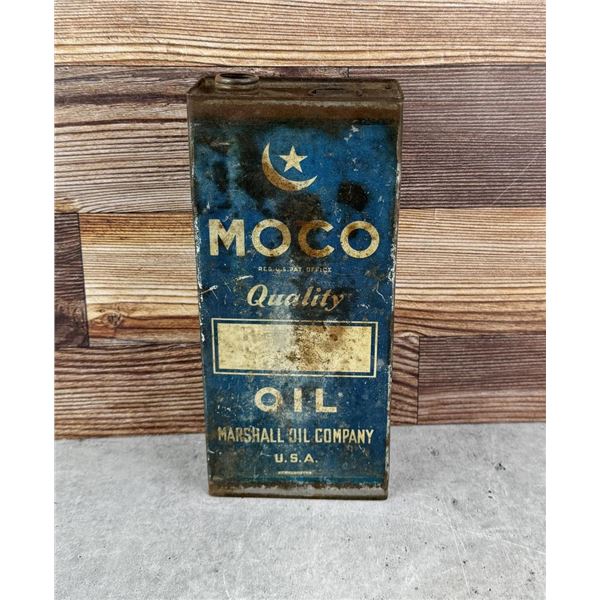 MOCO
REG. U.S. PAT. OFFICE
Quality
OIL
MARSHALL OIL COMPANY
U.S.A.